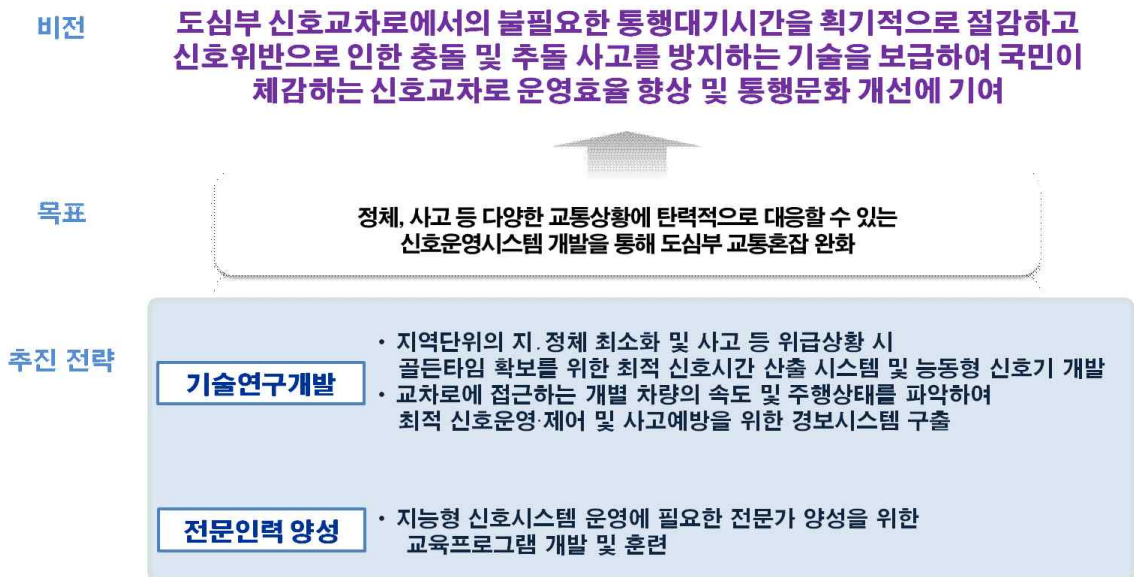 비전
도심부 신호교차로에서의 불필요한 통행대기시간을 획기적으로 절감하고
신호위반으로 인한 충돌 및 추돌 사고를 방지하는 기술을 보급하여 국민이
체감하는 신호교차로 운영효율 향상 및 통행문화 개선에 기여
목표
정체, 사고 등 다양한 교통상황에 탄력적으로 대응할 수 있는
신호운영시스템 개발을 통해 도심부 교통혼잡 완화
추진 전략
기술연구개발
• 지역단위의 지.정체 최소화 및 사고 등 위급상황 시
골든타임 확보를 위한 최적 신호시간 산출 시스템 및 능동형 신호기 개발
• 교차로에 접근하는 개별 차량의 속도 및 주행상태를 파악하여
최적 신호운영·제어 및 사고예방을 위한 경보시스템 구출
전문인력 양성
• 지능형 신호시스템 운영에 필요한 전문가 양성을 위한
교육프로그램 개발 및 훈련